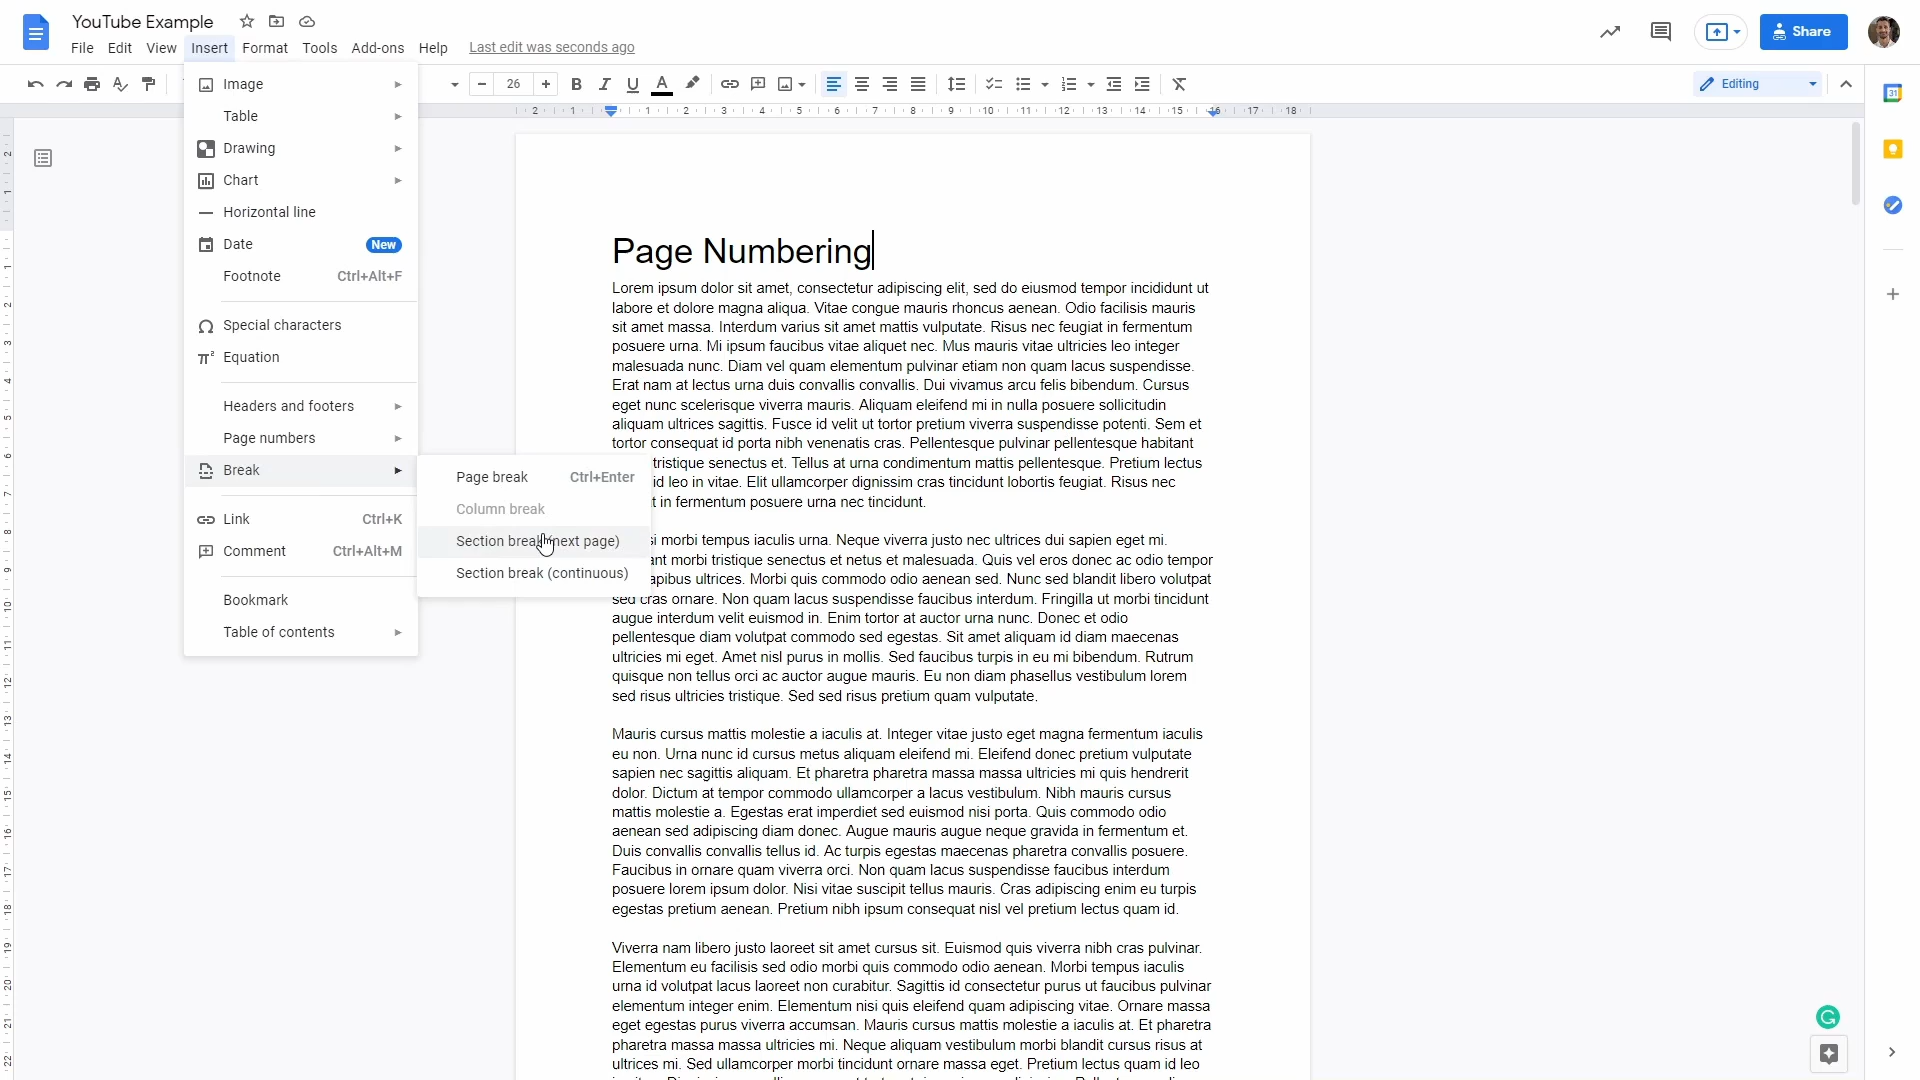 YouTube Example
File Edit View Insert Format Tools Add-ons Help Last edit was seconds ago
Share
26
Editing
2 1 1 2 3 4 5 6 7 8 9 10 11 12 13 14 15 16 17 18
Image
Table
Drawing
Chart
Horizontal line
Date New
Footnote Ctrl+Alt+F
Special characters
Equation
Headers and footers
Page numbers
Break
Link Ctrl+K
Comment Ctrl+Alt+M
Bookmark
Table of contents
Page break Ctrl+Enter
Column break
Section break (next page)
Section break (continuous)
Page Numbering
Lorem ipsum dolor sit amet, consectetur adipiscing elit, sed do eiusmod tempor incididunt ut
labore et dolore magna aliqua. Vitae congue mauris rhoncus aenean. Odio facilisis mauris
sit amet massa. Interdum varius sit amet mattis vulputate. Risus nec feugiat in fermentum
posuere urna. Mi ipsum faucibus vitae aliquet nec. Mus mauris vitae ultricies leo integer
malesuada nunc. Diam vel quam elementum pulvinar etiam non quam lacus suspendisse.
Erat nam at lectus urna duis convallis convallis. Dui vivamus arcu felis bibendum. Cursus
eget nunc scelerisque viverra mauris. Aliquam eleifend mi in nulla posuere sollicitudin
aliquam ultrices sagittis. Fusce id velit ut tortor pretium viverra suspendisse potenti. Sem et
tortor consequat id porta nibh venenatis cras. Pellentesque pulvinar pellentesque habitant
tristique senectus et. Tellus at urna condimentum mattis pellentesque. Pretium lectus
id leo in vitae. Elit ullamcorper dignissim cras tincidunt lobortis feugiat. Risus nec
t in fermentum posuere urna nec tincidunt.
si morbi tempus iaculis urna. Neque viverra justo nec ultrices dui sapien eget mi.
ant morbi tristique senectus et netus et malesuada. Quis vel eros donec ac odio tempor
apibus ultrices. Morbi quis commodo odio aenean sed. Nunc sed blandit libero volutpat
sed cras ornare. Non quam lacus suspendisse faucibus interdum. Fringilla ut morbi tincidunt
augue interdum velit euismod in. Enim tortor at auctor urna nunc. Donec et odio
pellentesque diam volutpat commodo sed egestas. Sit amet aliquam id diam maecenas
ultricies mi eget. Amet nisl purus in mollis. Sed faucibus turpis in eu mi bibendum. Rutrum
quisque non tellus orci ac auctor augue mauris. Eu non diam phasellus vestibulum lorem
sed risus ultricies tristique. Sed sed risus pretium quam vulputate.
Mauris cursus mattis molestie a iaculis at. Integer vitae justo eget magna fermentum iaculis
eu non. Urna nunc id cursus metus aliquam eleifend mi. Eleifend donec pretium vulputate
sapien nec sagittis aliquam. Et pharetra pharetra massa massa ultricies mi quis hendrerit
dolor. Dictum at tempor commodo ullamcorper a lacus vestibulum. Nibh mauris cursus
mattis molestie a. Egestas erat imperdiet sed euismod nisi porta. Quis commodo odio
aenean sed adipiscing diam donec. Augue mauris augue neque gravida in fermentum et.
Duis convallis convallis tellus id. Ac turpis egestas maecenas pharetra convallis posuere.
Faucibus in ornare quam viverra orci. Non quam lacus suspendisse faucibus interdum
posuere lorem ipsum dolor. Nisi vitae suscipit tellus mauris. Cras adipiscing enim eu turpis
egestas pretium aenean. Pretium nibh ipsum consequat nisl vel pretium lectus quam id.
Viverra nam libero justo laoreet sit amet cursus sit. Euismod quis viverra nibh cras pulvinar.
Elementum eu facilisis sed odio morbi quis commodo odio aenean. Morbi tempus iaculis
urna id volutpat lacus laoreet non curabitur. Sagittis id consectetur purus ut faucibus pulvinar
elementum integer enim. Elementum nisi quis eleifend quam adipiscing vitae. Ornare massa
eget egestas purus viverra accumsan. Mauris cursus mattis molestie a iaculis at. Et pharetra
pharetra massa massa ultricies mi. Neque aliquam vestibulum morbi blandit cursus risus at
ultrices mi. Sed ullamcorper morbi tincidunt ornare massa eget. Pretium lectus quam id leo